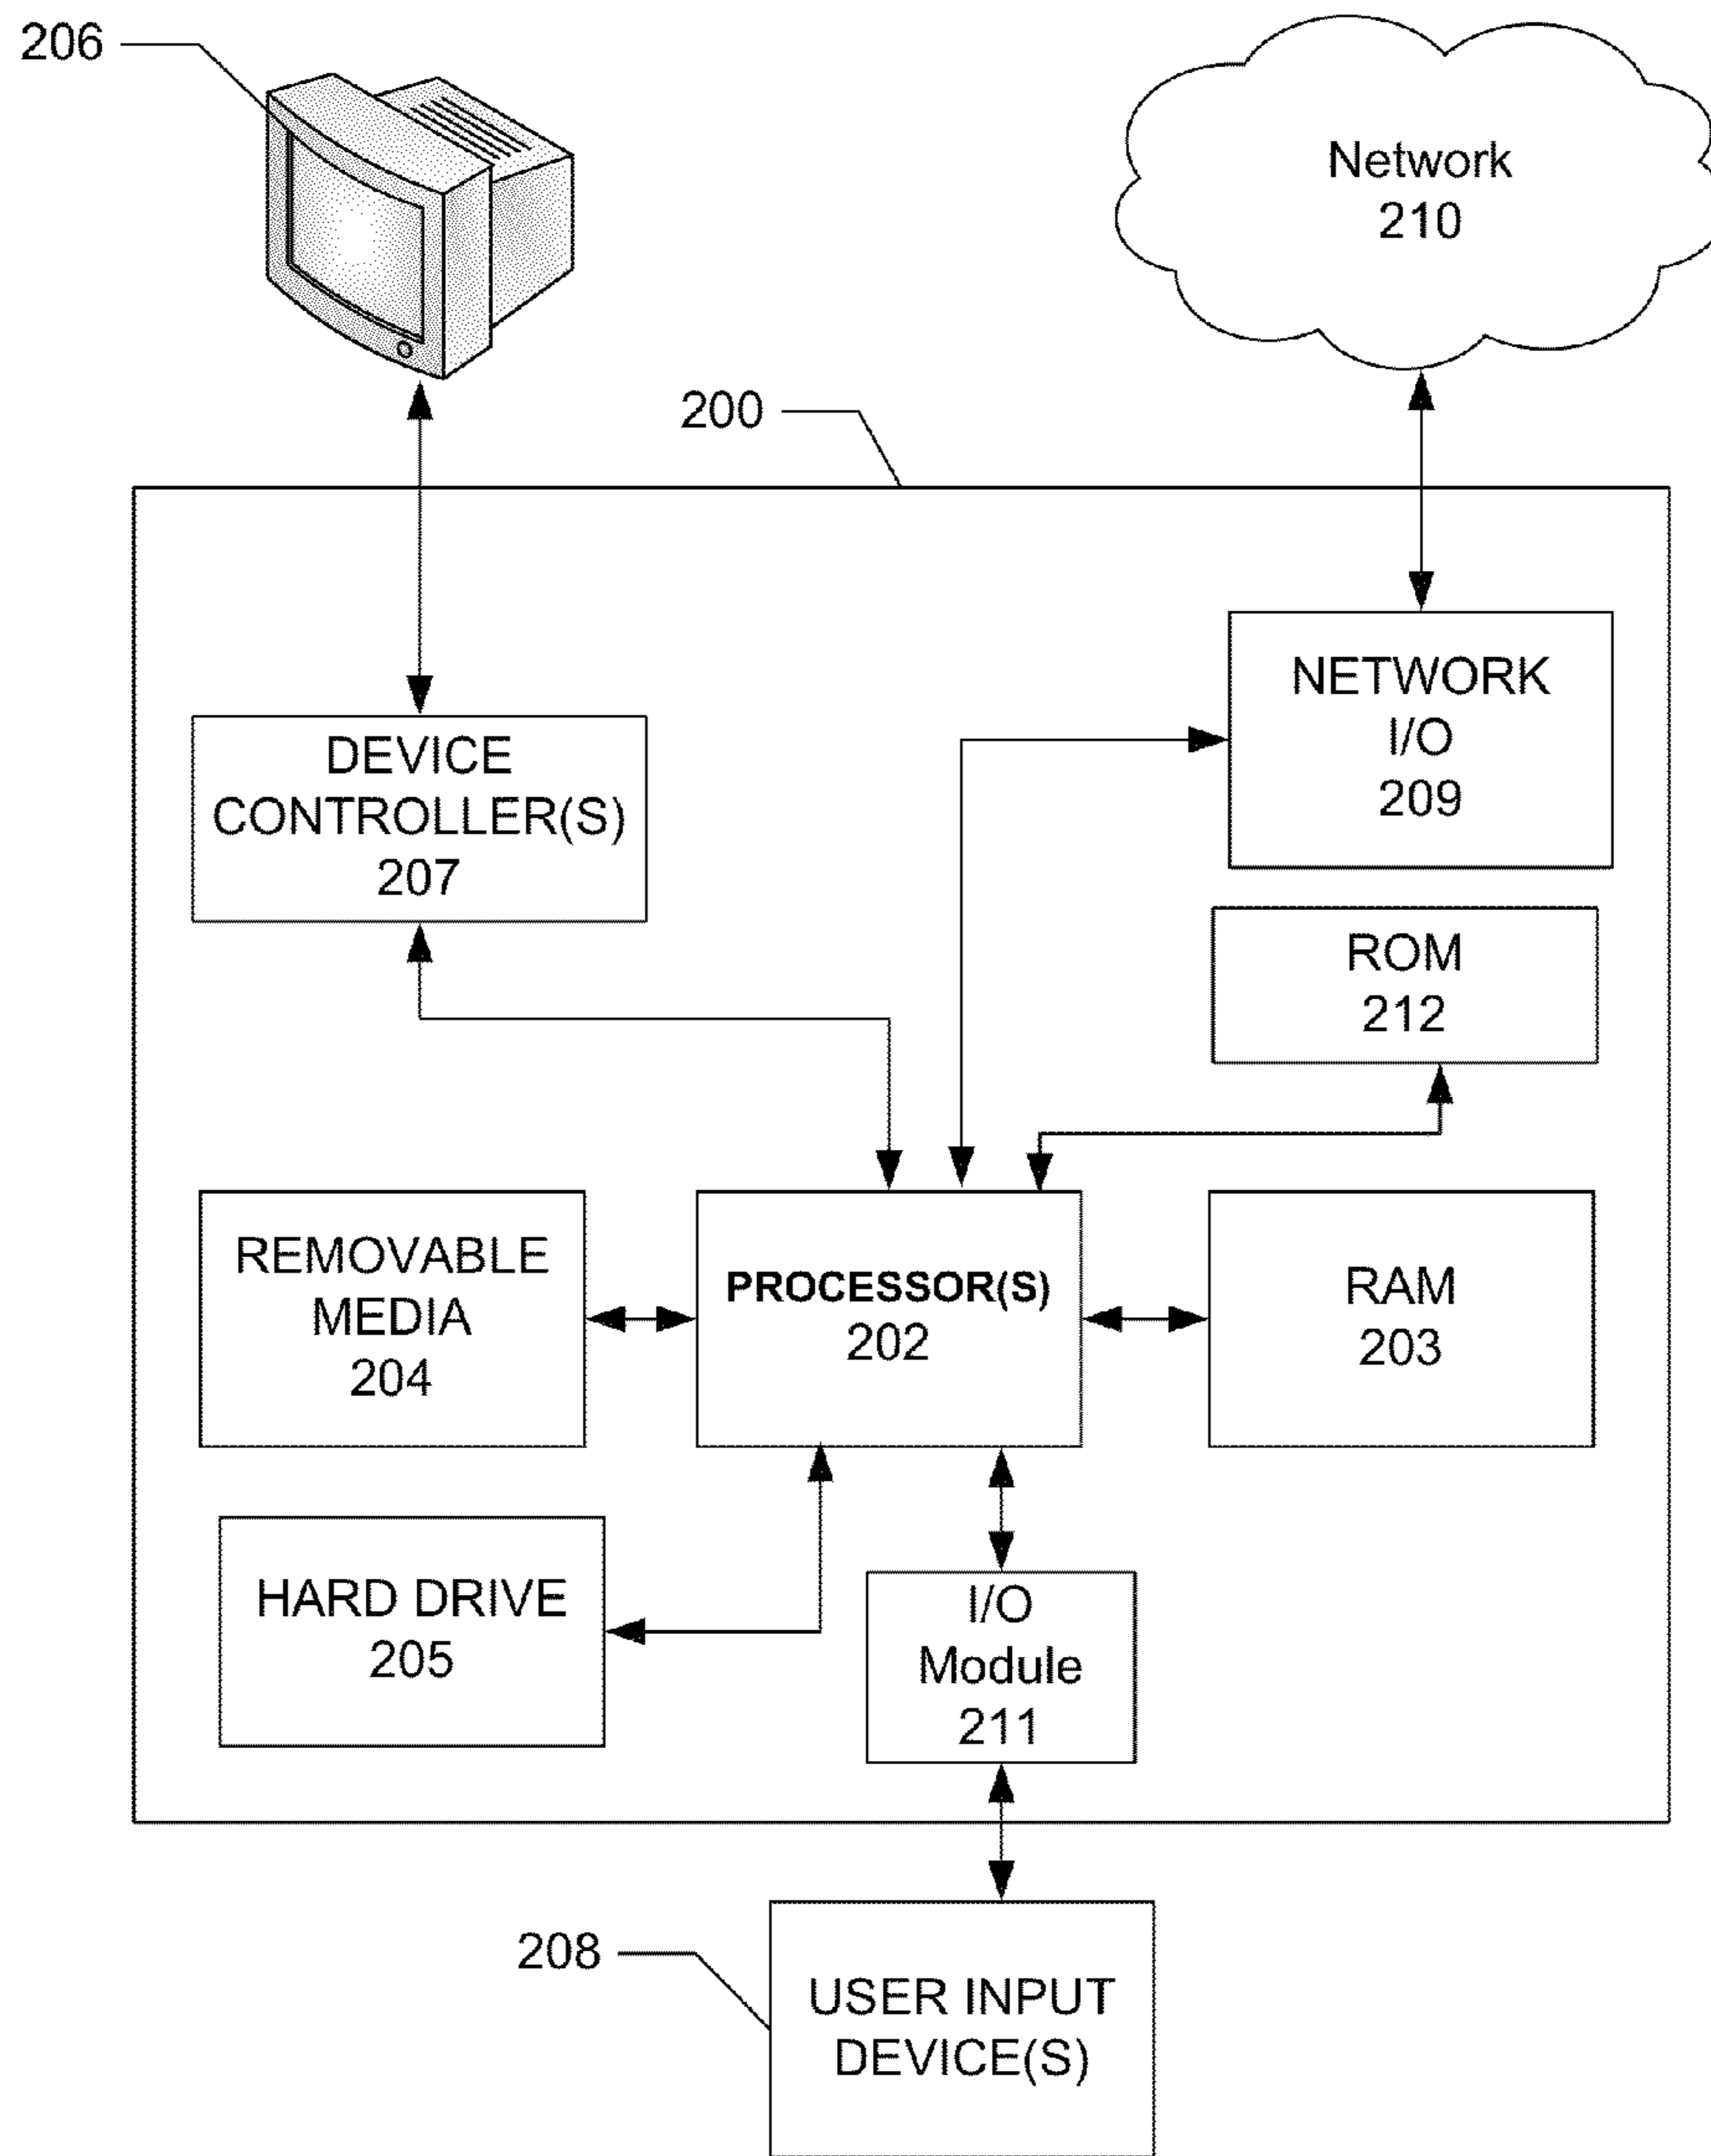 206
Network
210
200
NETWORK
I/O
209
DEVICE
CONTROLLER(S)
207
ROM
212
REMOVABLE
MEDIA
204
PROCESSOR(S)
202
RAM
203
HARD DRIVE
205
I/O
Module
211
208
USER INPUT
DEVICE(S)